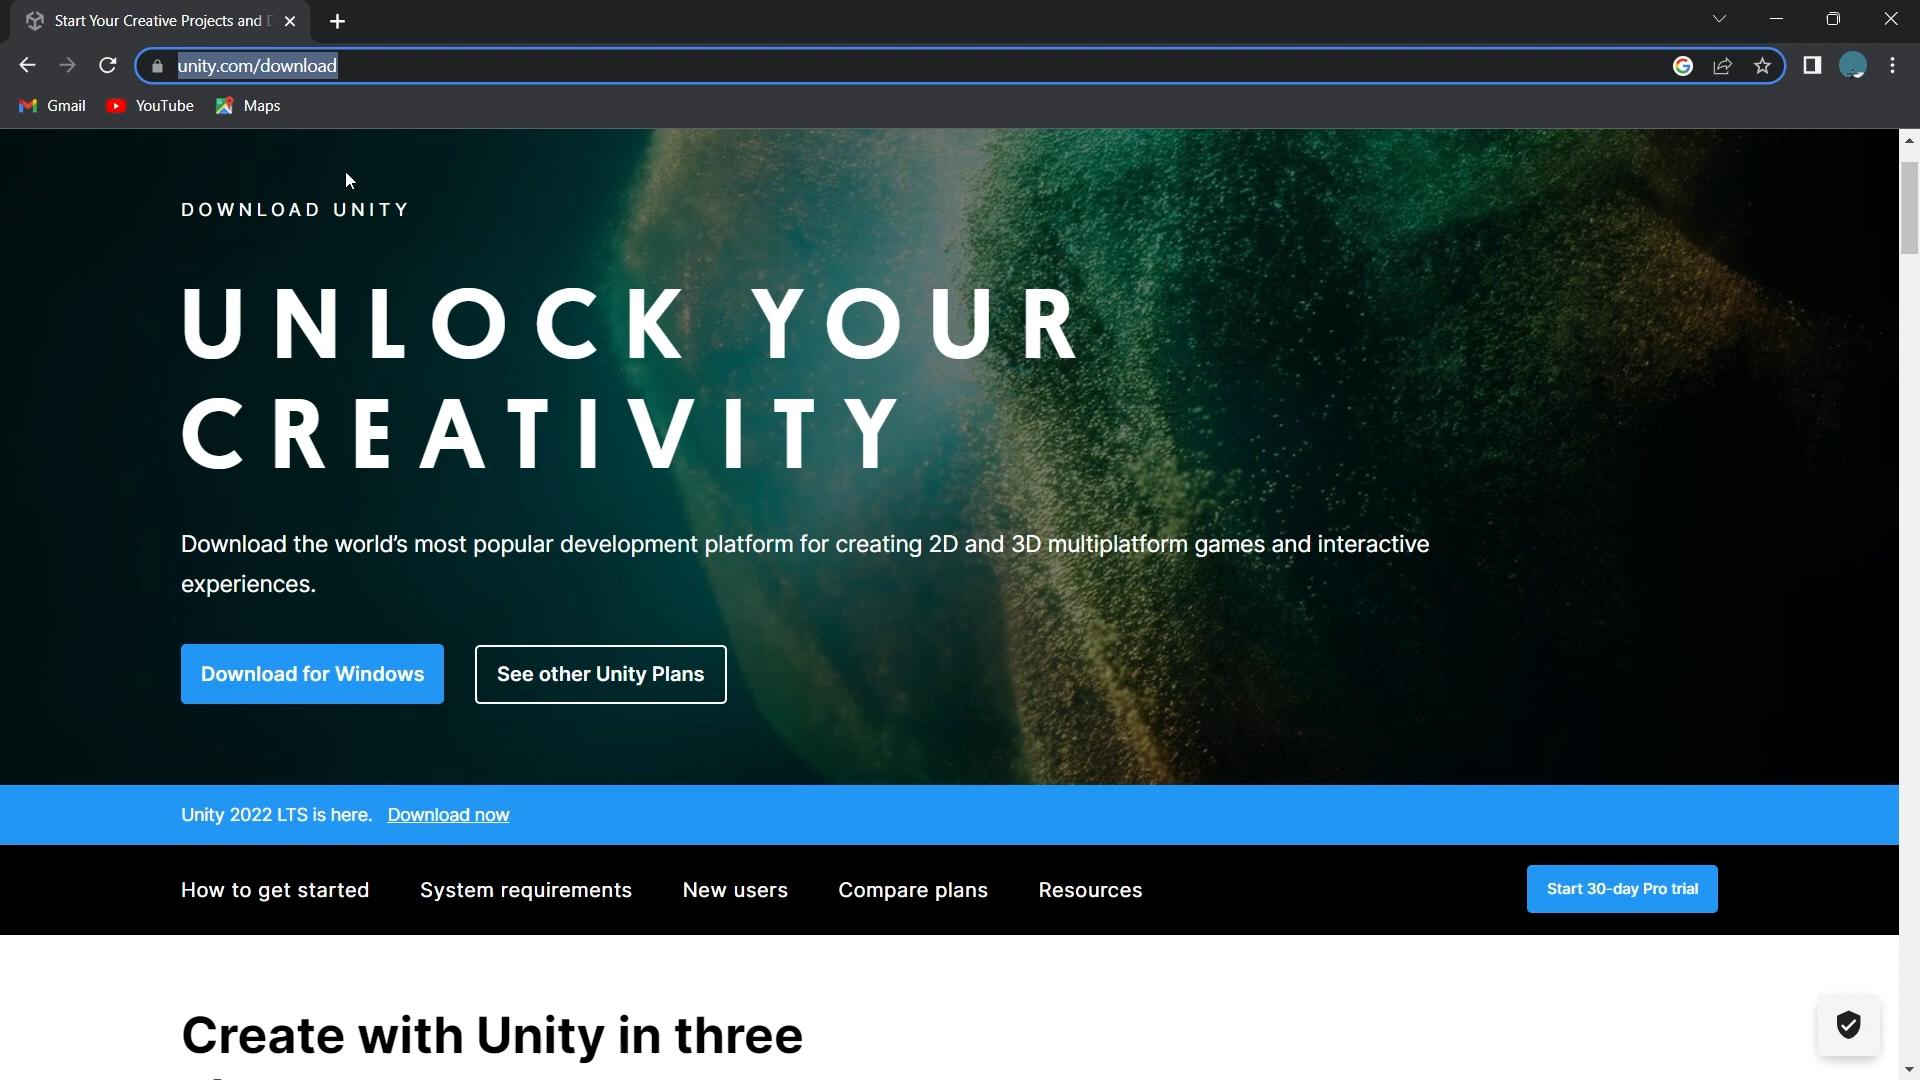 Start Your Creative Projects and
unity.com/download
Gmail YouTube Maps
DOWNLOAD UNITY
UNLOCK YOUR
CREATIVITY
Download the world's most popular development platform for creating 2D and 3D multiplatform games and interactive
experiences.
Download for Windows See other Unity Plans
Unity 2022 LTS is here. Download now
How to get started System requirements New users Compare plans Resources Start 30-day Pro trial
Create with Unity in three